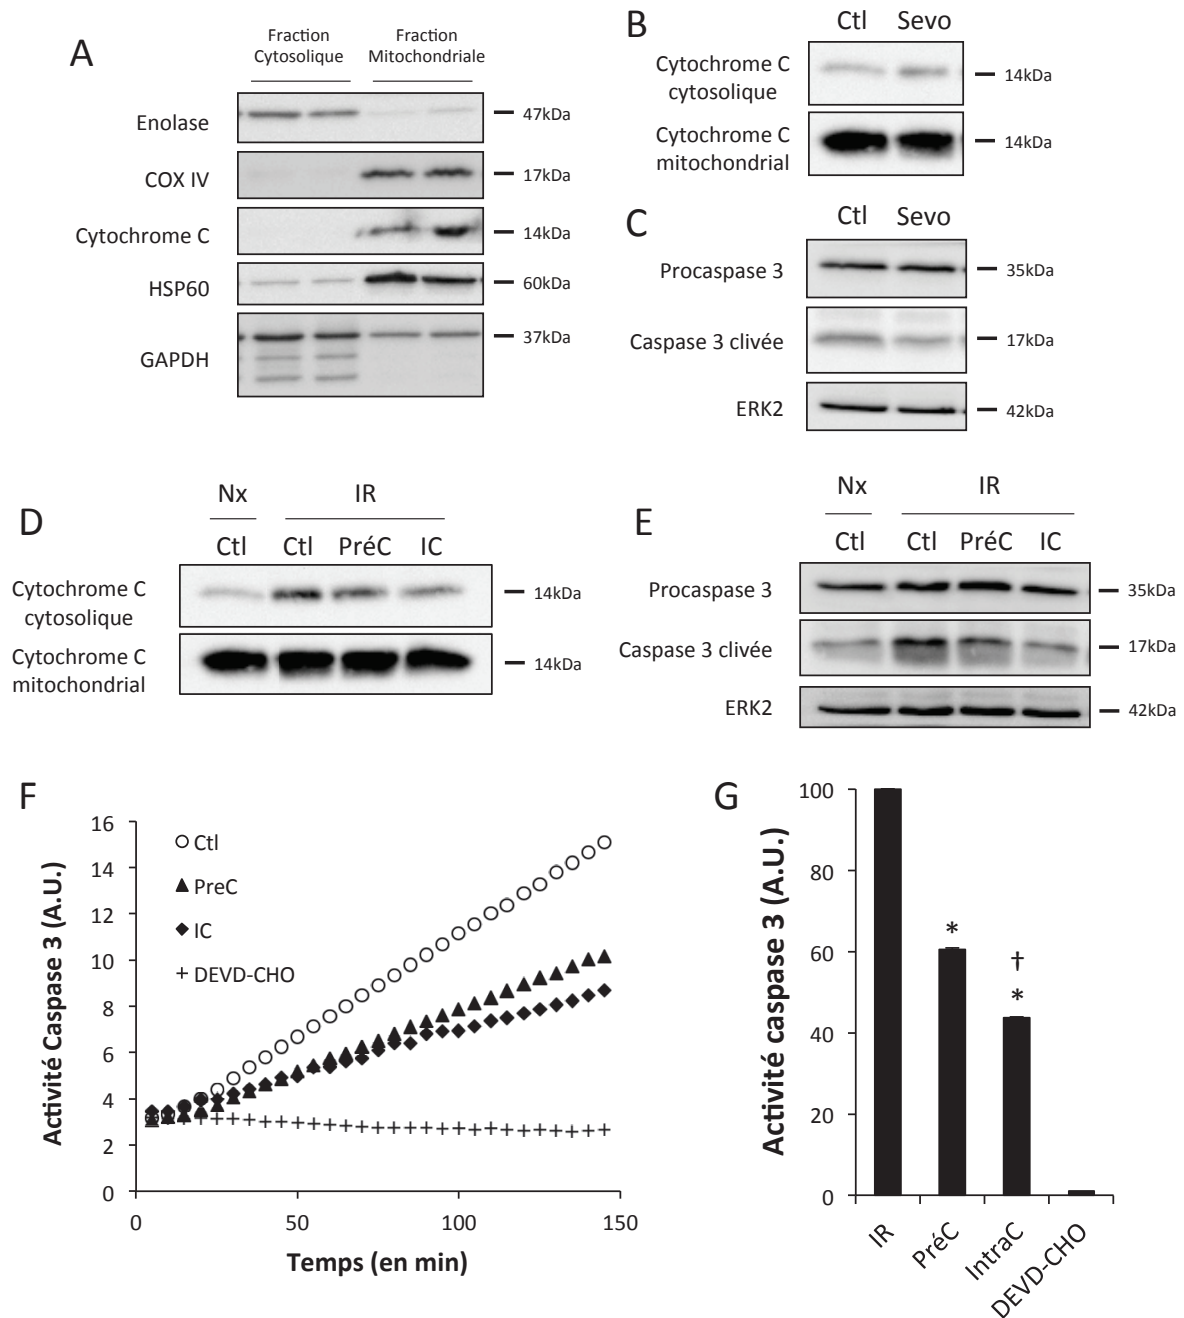 A
Fraction
Cytosolique
Fraction
Mitochondriale
Enolase
47kDa
COX IV
17kDa
Cytochrome C
14kDa
HSP60
60kDa
GAPDH
37kDa
B
Ctl Sevo
Cytochrome C
cytosolique
14kDa
Cytochrome C
mitochondrial
14kDa
C
Ctl Sevo
Procaspase 3
35kDa
Caspase 3 clivée
17kDa
ERK2
42kDa
D
Nx IR
Ctl Ctl PréC IC
Cytochrome C
cytosolique
14kDa
Cytochrome C
mitochondrial
14kDa
E
Nx IR
Ctl Ctl PréC IC
Procaspase 3
35kDa
Caspase 3 clivée
17kDa
ERK2
42kDa
F
Activité Caspase 3 (A.U.)
16
14
12
10
8
6
4
2
0
Ctl
PreC
IC
DEVD-CHO
0 50 100 150
Temps (en min)
G
Activité caspase 3 (A.U.)
100
80
60
40
20
0
*
†
*
IR
PréC
IntraC
DEVD-CHO